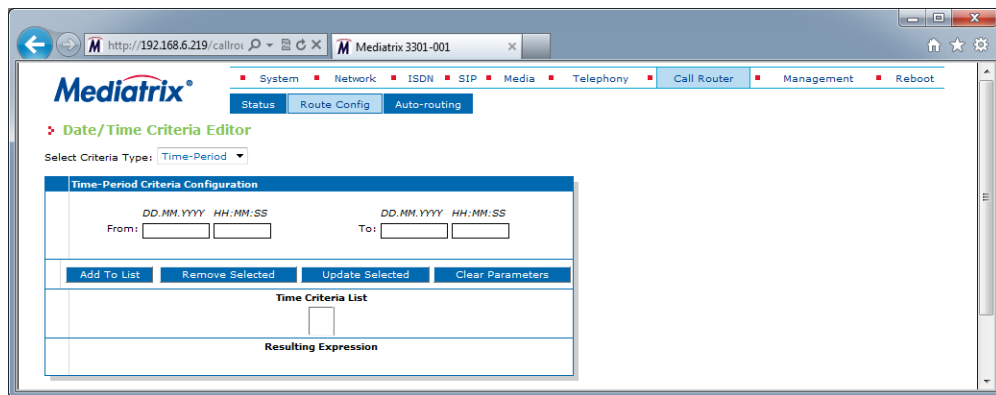 http://192.168.6.219/callrou
Mediatrix 3301-001
Mediatrix®
System Network ISDN SIP Media Telephony Call Router Management Reboot
Status Route Config Auto-routing
Date/Time Criteria Editor
Select Criteria Type: Time-Period
Time-Period Criteria Configuration
DD.MM.YYYY HH:MM:SS DD.MM.YYYY HH:MM:SS
From: To:
Add To List Remove Selected Update Selected Clear Parameters
Time Criteria List
Resulting Expression